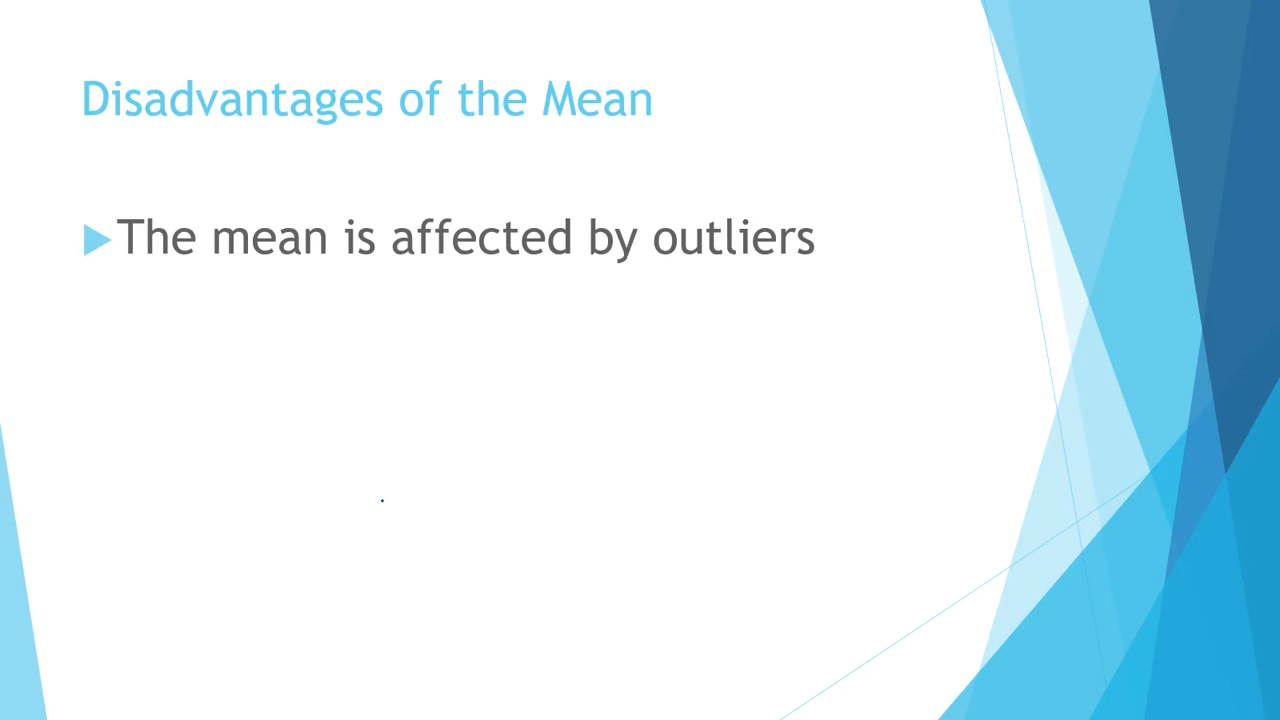 Disadvantages of the Mean
The mean is affected by outliers